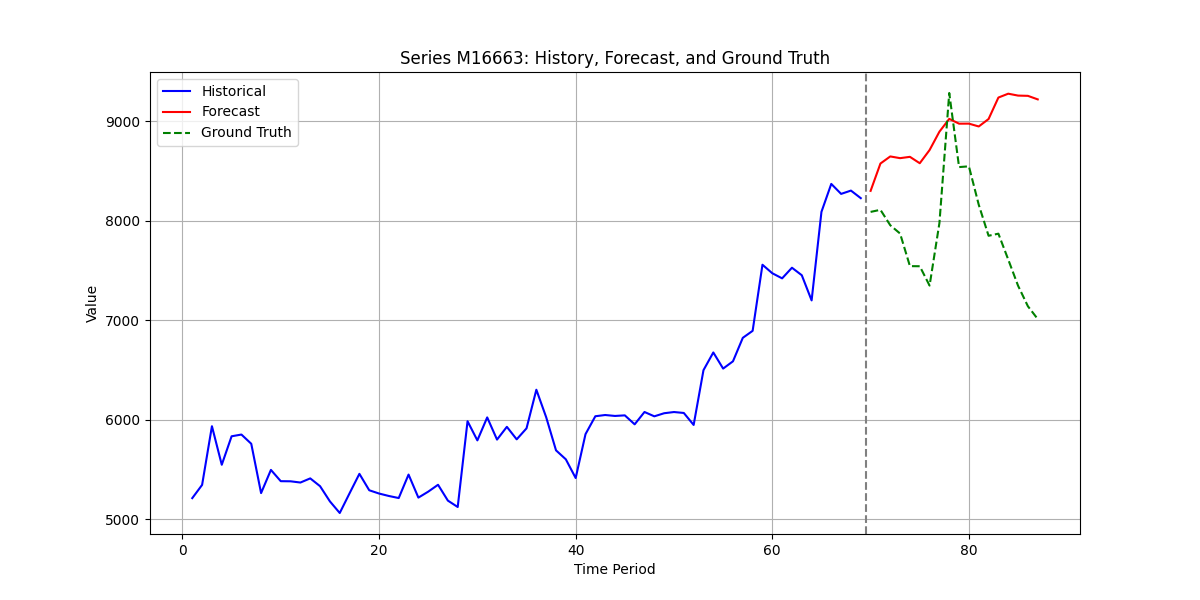 Series M16663: History, Forecast, and Ground Truth
Historical
Forecast
Ground Truth
9000
8000
7000
6000
5000
Value
0
20
40
60
80
Time Period